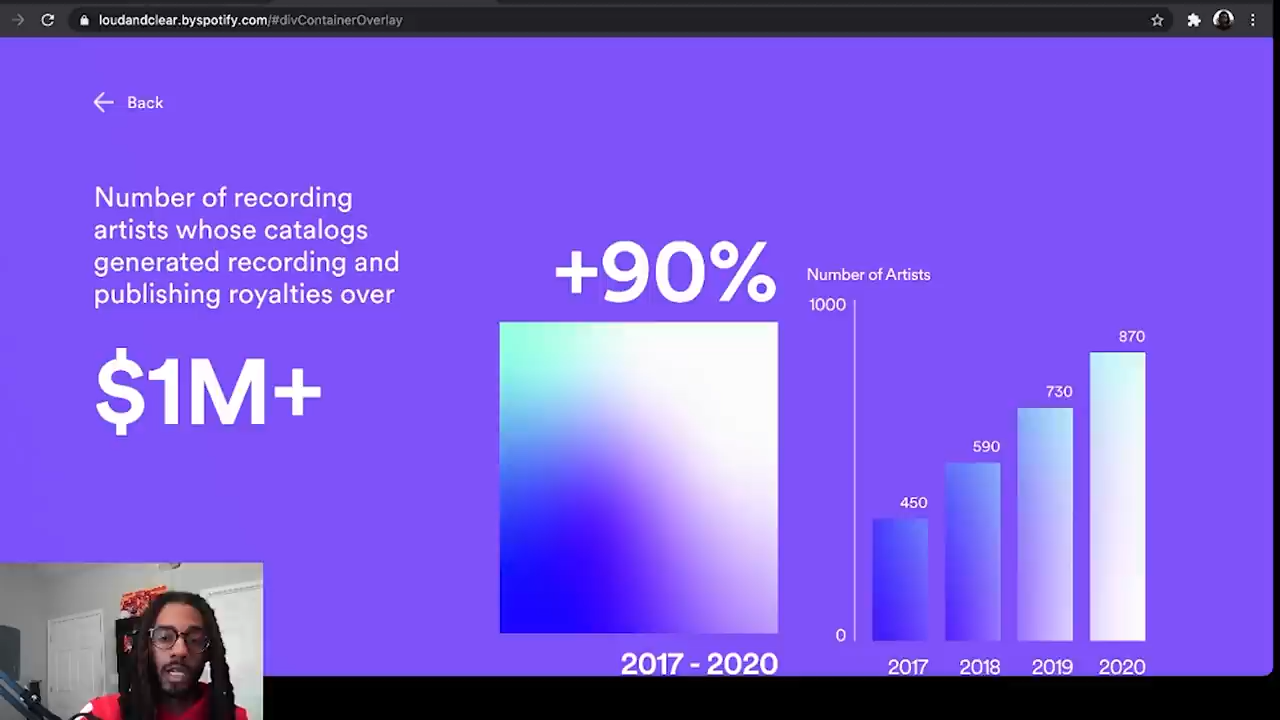 loudandclear.byspotify.com/#divContainerOverlay
Back
Number of recording
artists whose catalogs
generated recording and
publishing royalties over
$1M+
+90%
2017 - 2020
Number of Artists
1000
0
450
590
730
870
2017 2018 2019 2020